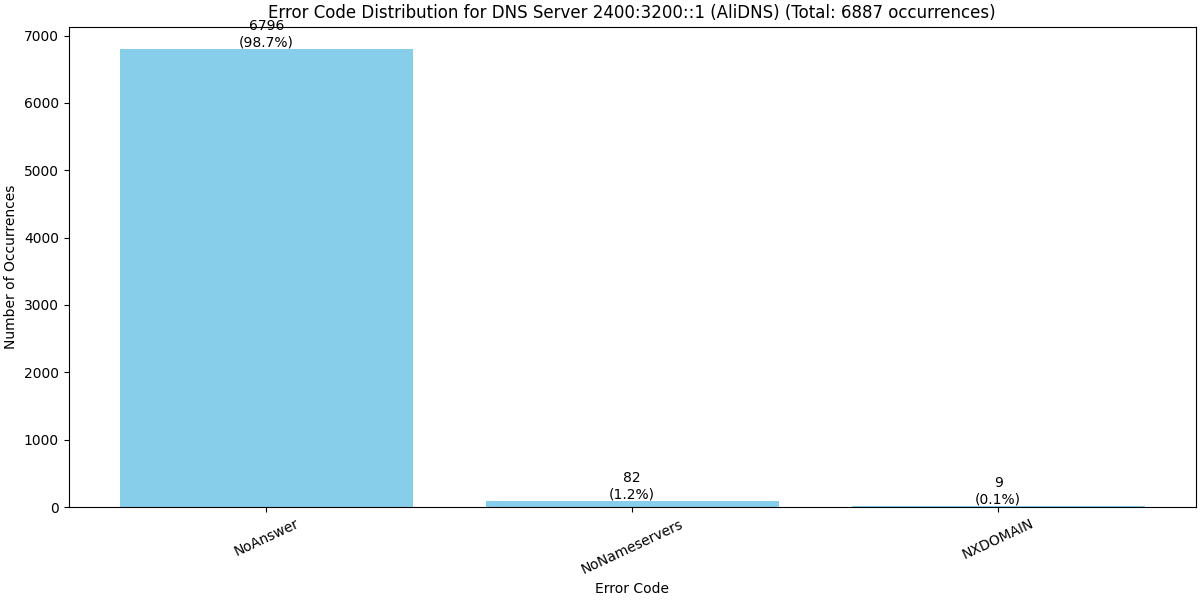 Error Code Distribution for DNS Server 2400:3200::1 (AliDNS) (Total: 6887 occurrences)
6796
(98.7%)
7000
6000
5000
4000
3000
2000
1000
0
Number of Occurrences
82
(1.2%)
9
(0.1%)
NoAnswer
NoNameservers
NXDOMAIN
Error Code